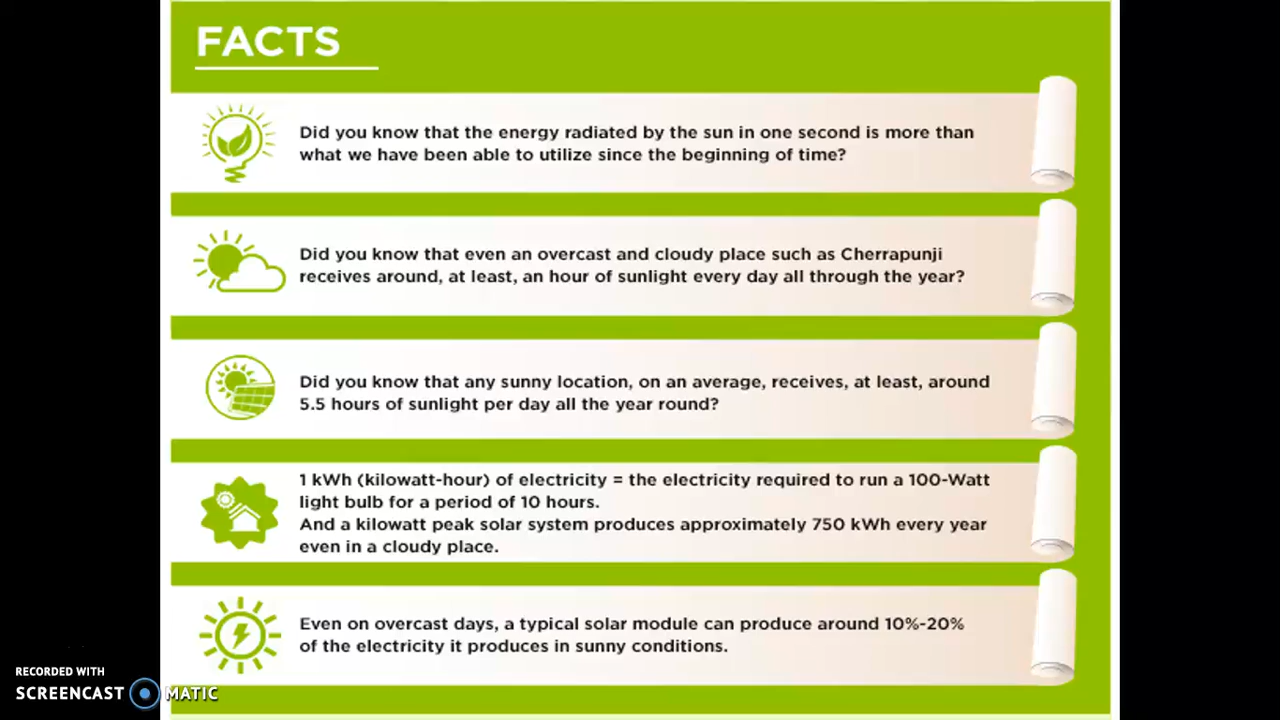 FACTS
Did you know that the energy radiated by the sun in one second is more than
what we have been able to utilize since the beginning of time?
Did you know that even an overcast and cloudy place such as Cherrapunji
receives around, at least, an hour of sunlight every day all through the year?
Did you know that any sunny location, on an average, receives, at least, around
5.5 hours of sunlight per day all the year round?
1 kWh (kilowatt-hour) of electricity = the electricity required to run a 100-Watt
light bulb for a period of 10 hours.
And a kilowatt peak solar system produces approximately 750 kWh every year
even in a cloudy place.
Even on overcast days, a typical solar module can produce around 10%-20%
of the electricity it produces in sunny conditions.
RECORDED WITH
SCREENCAST MATIC